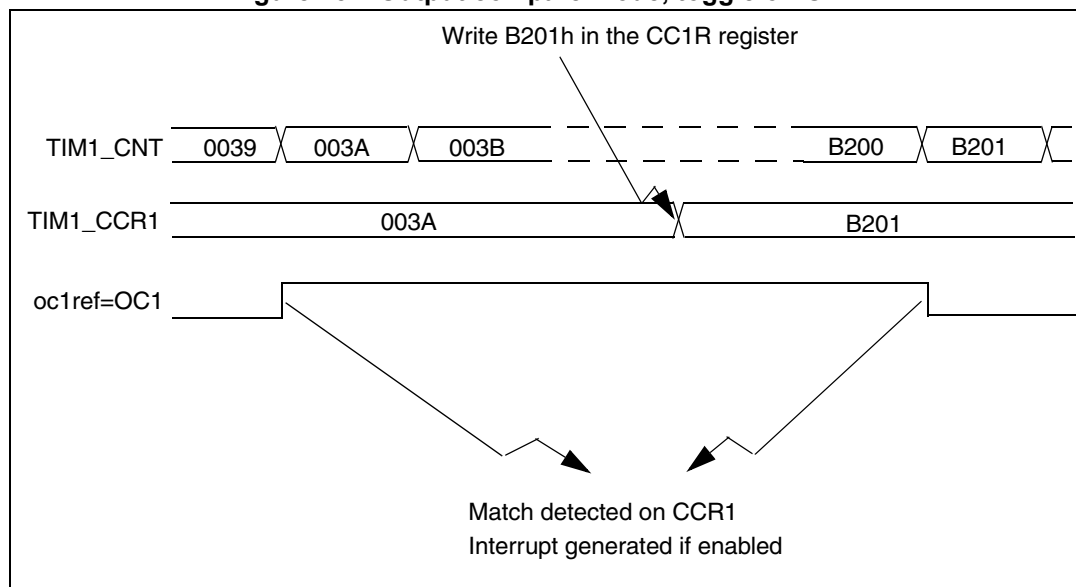 Write B201h in the CC1R register
TIM1_CNT 0039 003A 003B B200 B201
TIM1_CCR1 003A B201
oc1ref=OC1
Match detected on CCR1
Interrupt generated if enabled